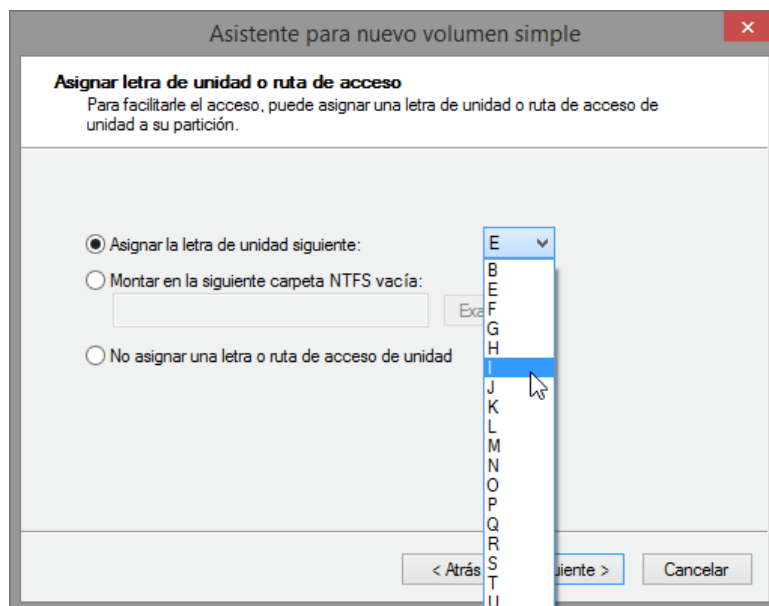 Asistente para nuevo volumen simple
Asignar letra de unidad o ruta de acceso
Para facilitarle el acceso, puede asignar una letra de unidad o ruta de acceso de
unidad a su partición.
Asignar la letra de unidad siguiente:
E
Montar en la siguiente carpeta NTFS vacía:
No asignar una letra o ruta de acceso de unidad
B
E
F
G
H
I
J
K
L
M
N
O
P
Q
R
S
T
U
< Atrás
Cancelar